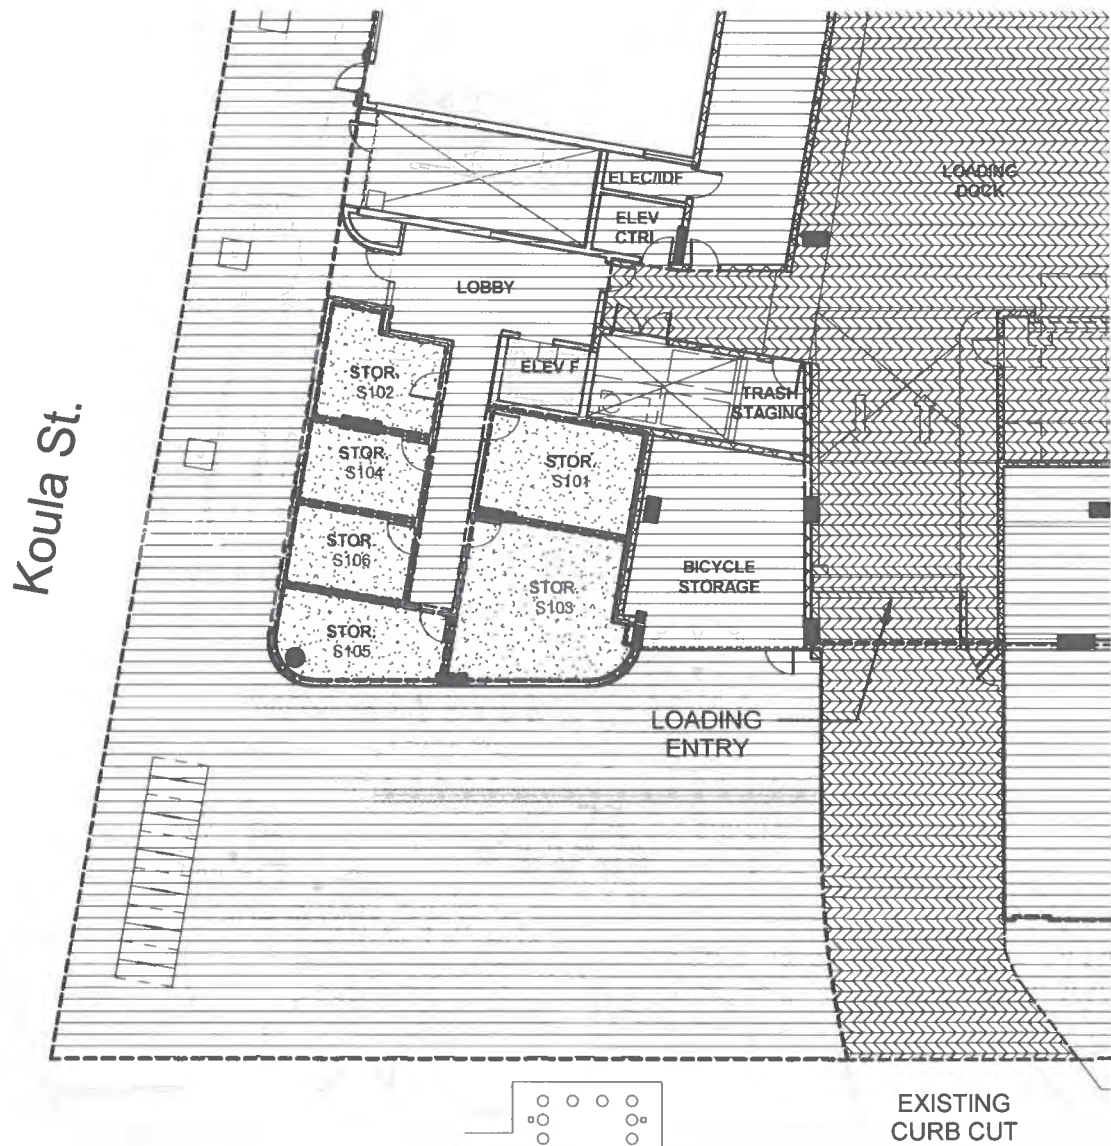 ELEC/IDF
LOADING
DOCK
ELEV
CTRL
LOBBY
STOR.
S102
ELEV F
TRASH
STAGING
Koula St.
STOR.
S104
STOR.
S101
STOR.
S106
STOR.
S103
BICYCLE
STORAGE
STOR.
S105
LOADING
ENTRY
EXISTING
CURB CUT